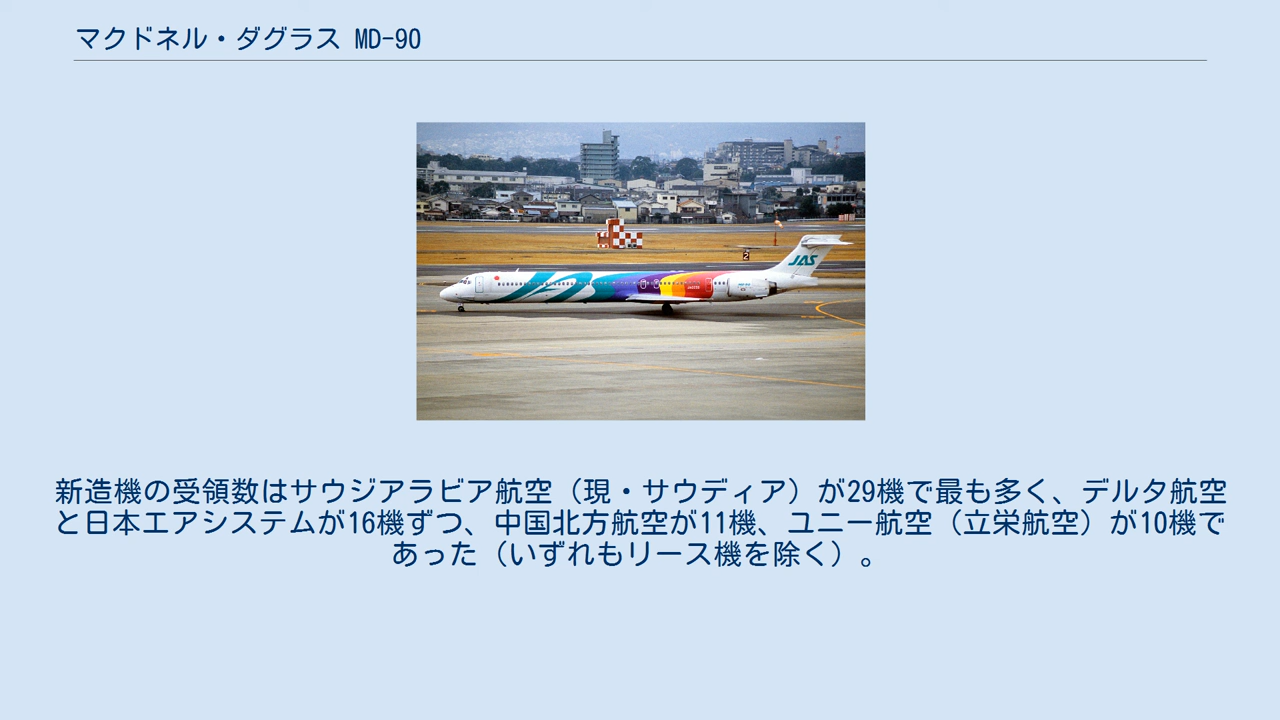 マクドネル・ダグラス MD-90
JAS
2
新造機の受領数はサウジアラビア航空（現・サウディア）が29機で最も多く、デルタ航空
と日本エアシステムが16機ずつ、中国北方航空が11機、ユニー航空（立栄航空）が10機で
あった（いずれもリース機を除く）。